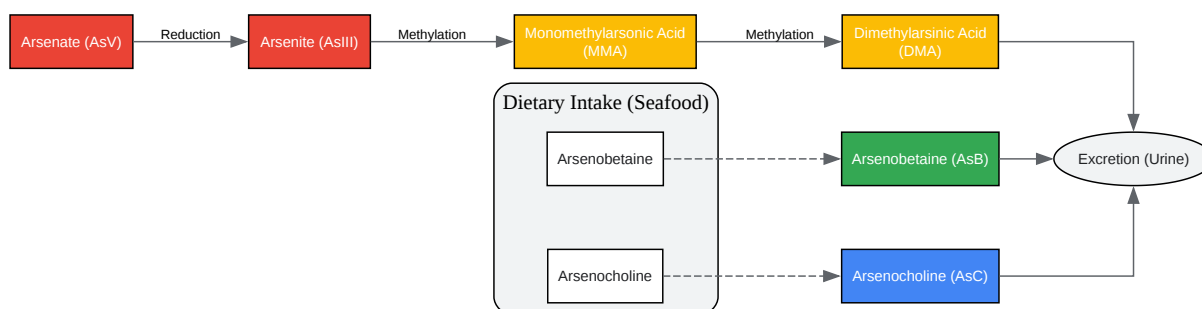 Arsenate (AsV)
Reduction
Arsenite (AsIII)
Methylation
Monomethylarsonic Acid
(MMA)
Methylation
Dimethylarsinic Acid
(DMA)
Dietary Intake (Seafood)
Arsenobetaine
Arsenobetaine (AsB)
Excretion (Urine)
Arsenocholine
Arsenocholine (AsC)